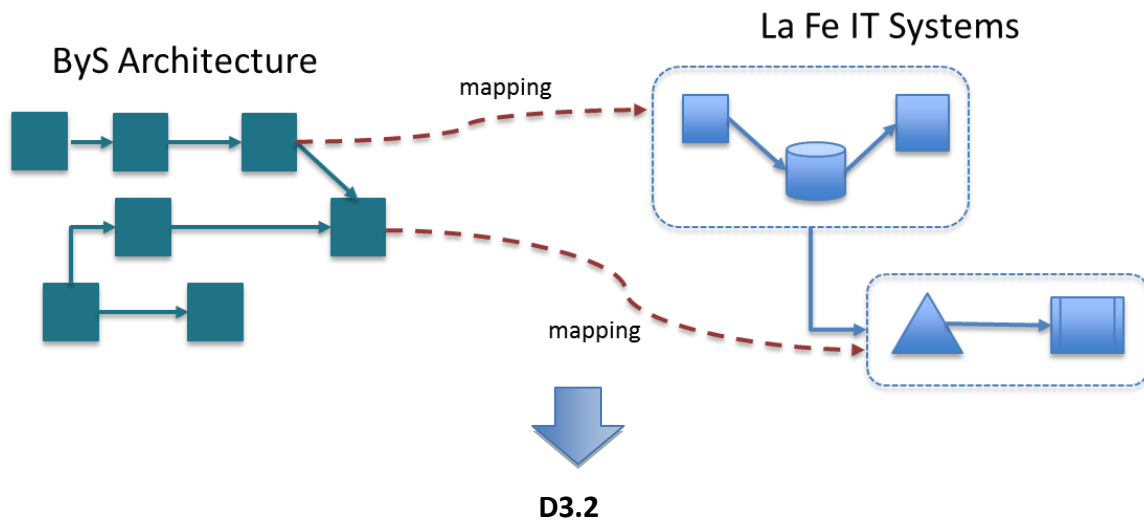 La Fe IT Systems
ByS Architecture
mapping
mapping
D3.2